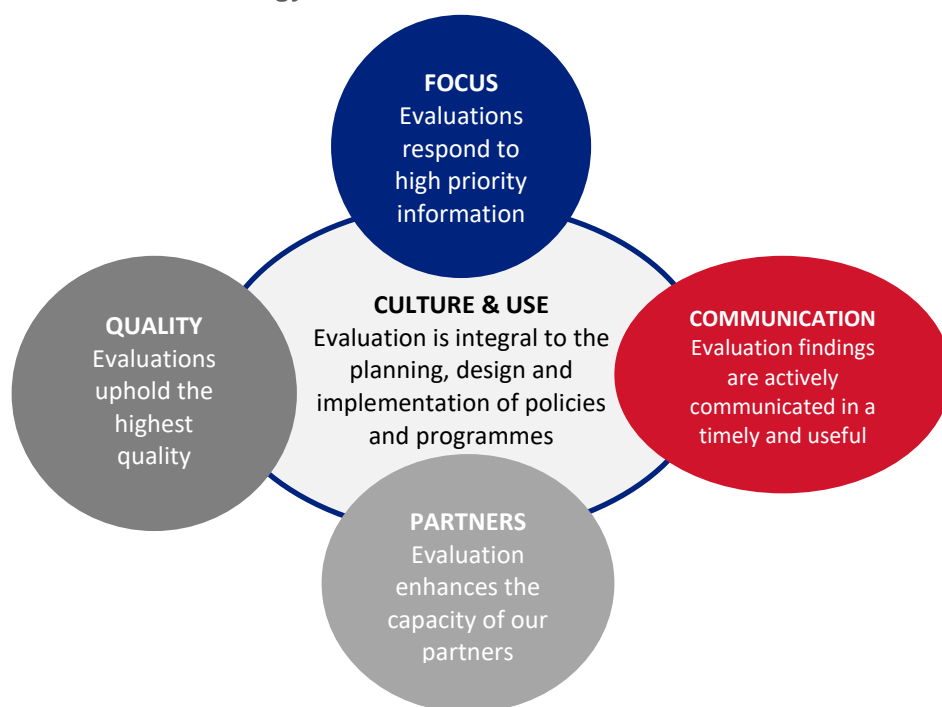 FOCUS
Evaluations
respond to
high priority
information
CULTURE & USE
Evaluation is integral to the
planning, design and
implementation of policies
and programmes
QUALITY
Evaluations
uphold the
highest
quality
COMMUNICATION
Evaluation findings
are actively
communicated in a
timely and useful
PARTNERS
Evaluation
enhances the
capacity of our
partners